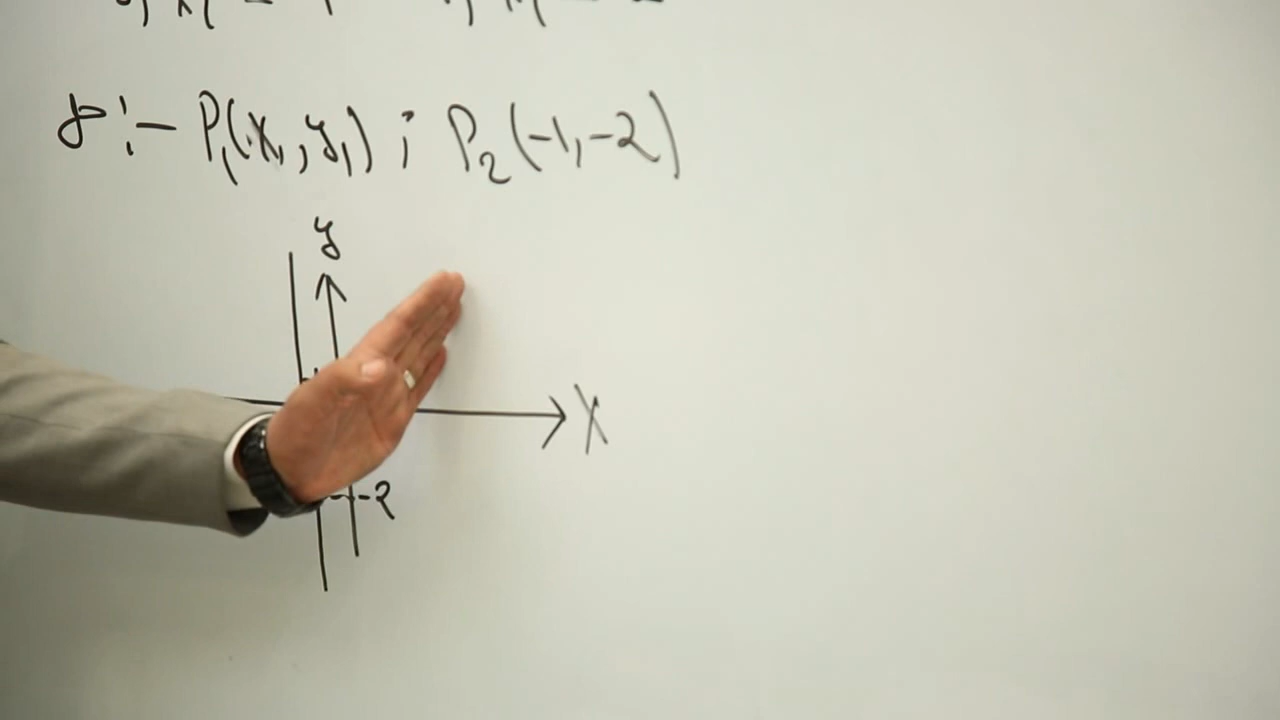 γ :- P₁(x₁, y₁) ; P₂(-1, -2)
y
X
-2